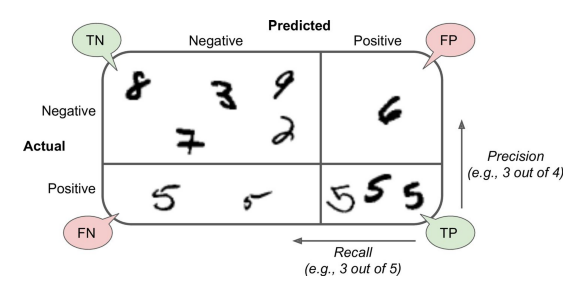 Predicted
TN Negative Positive FP
8 3 9 6
Negative
7 2
Actual
Precision
(e.g., 3 out of 4)
Positive 5 5 5 5 5
FN TP
Recall
(e.g., 3 out of 5)